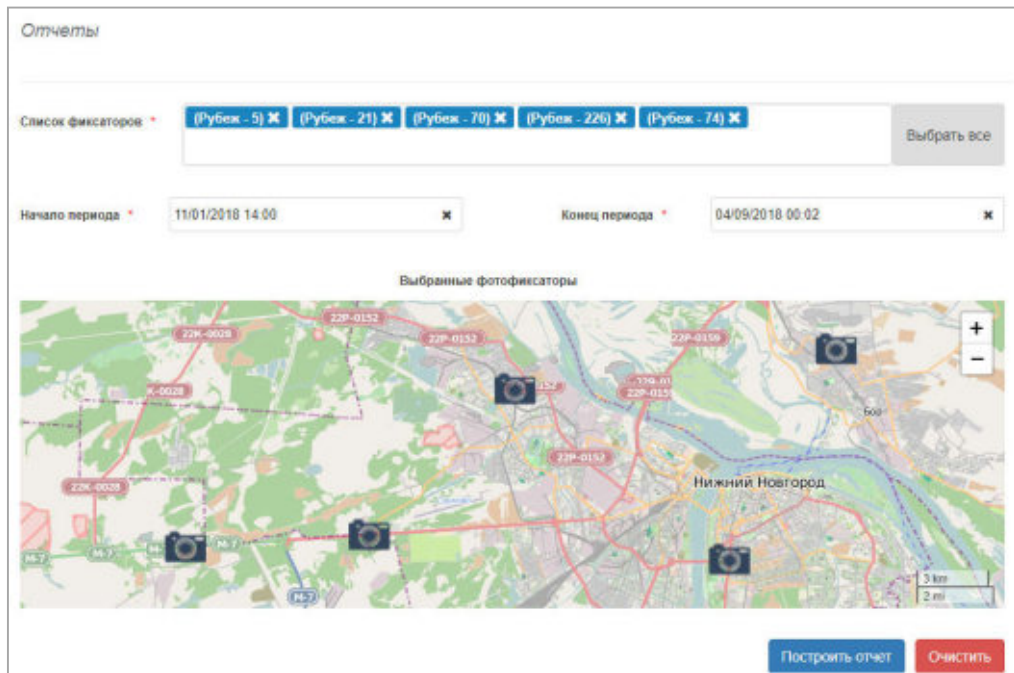 Отчеты
Список фиксаторов *
(Рубеж - 5) ✖ (Рубеж - 21) ✖ (Рубеж - 70) ✖ (Рубеж - 226) ✖ (Рубеж - 74) ✖
Выбрать все
Начало периода * 11/01/2018 14:00 ✖
Конец периода * 04/09/2018 00:02 ✖
Выбранные фотофиксаторы
22Р-0152
22К-0028
22Р-0152
22Р-0159
+
−
К-0028
Бор
22Р-0152
22К-0028
Нижний Новгород
М-7
М-7
М-7
М-7
3 km
2 mi
Построить отчет
Очистить